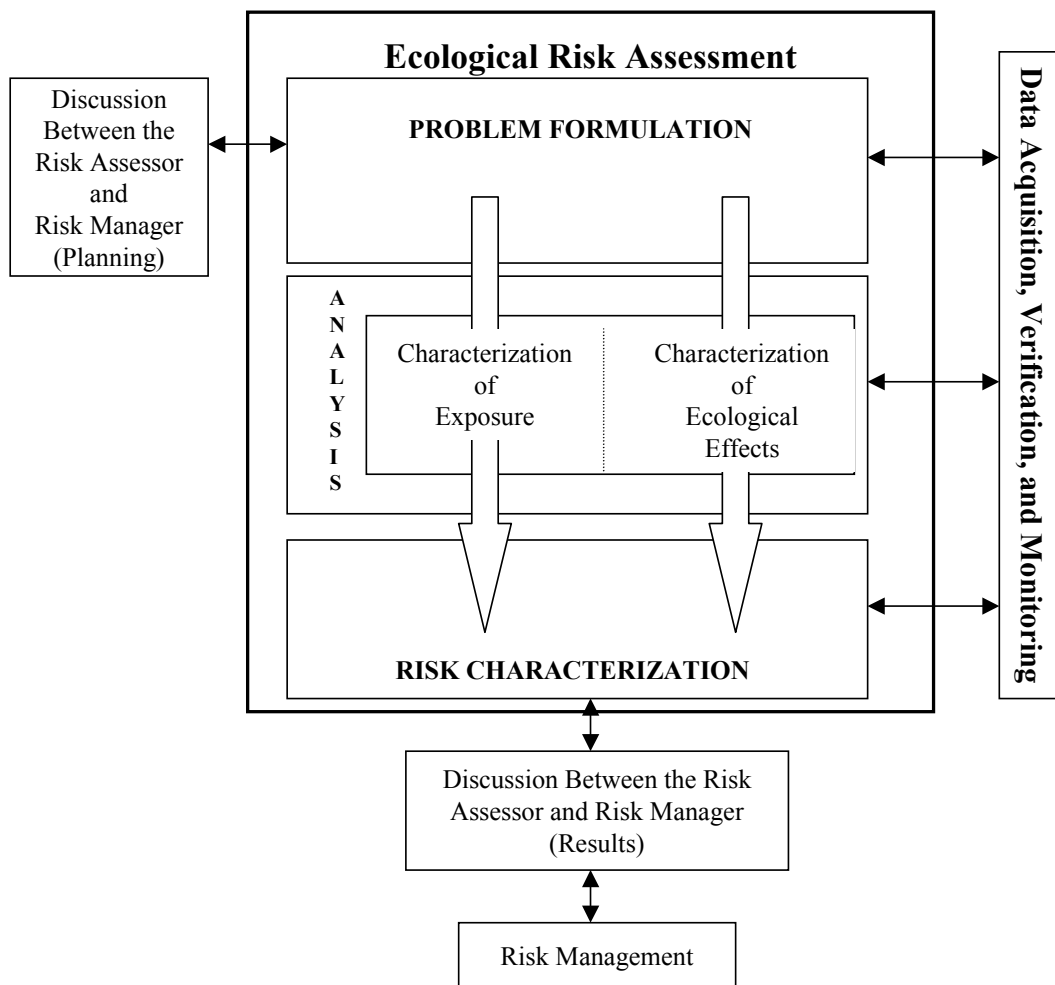 Ecological Risk Assessment
Discussion
Between the
Risk Assessor
and
Risk Manager
(Planning)
PROBLEM FORMULATION
ANALYSIS
Characterization
of
Exposure
Characterization
of
Ecological
Effects
RISK CHARACTERIZATION
Data Acquisition, Verification, and Monitoring
Discussion Between the Risk
Assessor and Risk Manager
(Results)
Risk Management